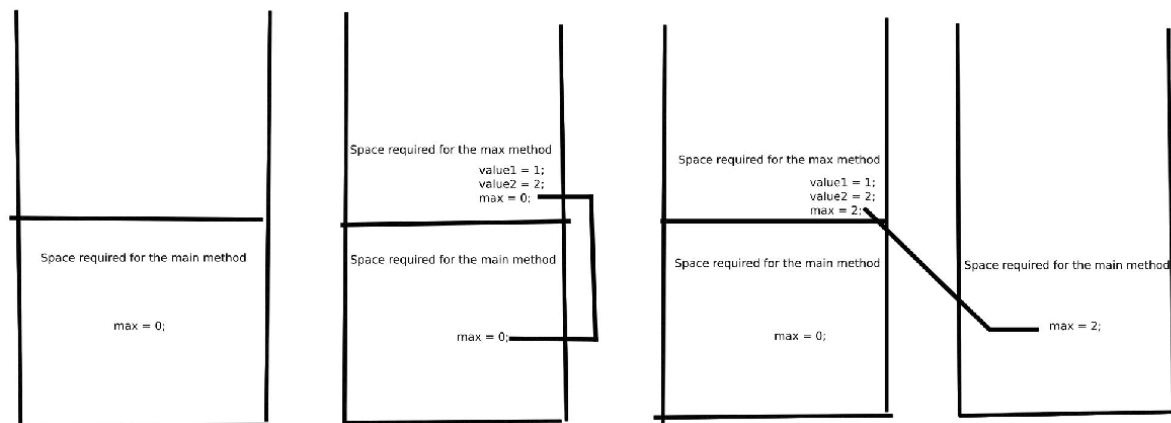 Space required for the main method
max = 0;
Space required for the max method
value1 = 1;
value2 = 2;
max = 0;
Space required for the main method
max = 0;
Space required for the max method
value1 = 1;
value2 = 2;
max = 2;
Space required for the main method
max = 0;
Space required for the main method
max = 2;